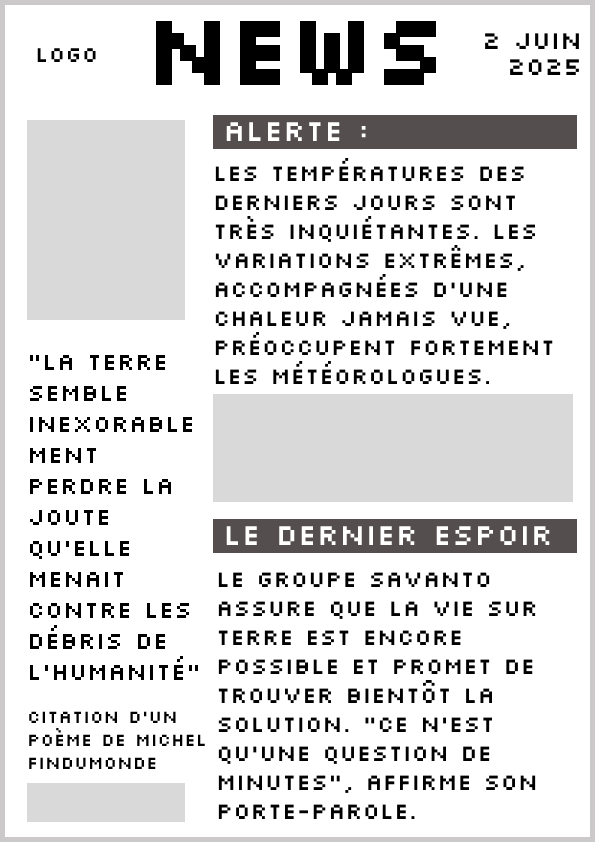 LOGO
NEWS
2 JUIN
2025
ALERTE :
LES TEMPÉRATURES DES
DERNIERS JOURS SONT
TRÈS INQUIÉTANTES. LES
VARIATIONS EXTRÊMES,
ACCOMPAGNÉES D'UNE
CHALEUR JAMAIS VUE,
PRÉOCCUPENT FORTEMENT
LES MÉTÉOROLOGUES.
"LA TERRE
SEMBLE
INEXORABLE
MENT
PERDRE LA
JOUTE
QU'ELLE
MENAIT
CONTRE LES
DÉBRIS DE
L'HUMANITÉ"
CITATION D'UN
POÈME DE MICHEL
FINDUMONDE
LE DERNIER ESPOIR
LE GROUPE SAVANTO
ASSURE QUE LA VIE SUR
TERRE EST ENCORE
POSSIBLE ET PROMET DE
TROUVER BIENTÔT LA
SOLUTION. "CE N'EST
QU'UNE QUESTION DE
MINUTES", AFFIRME SON
PORTE-PAROLE.